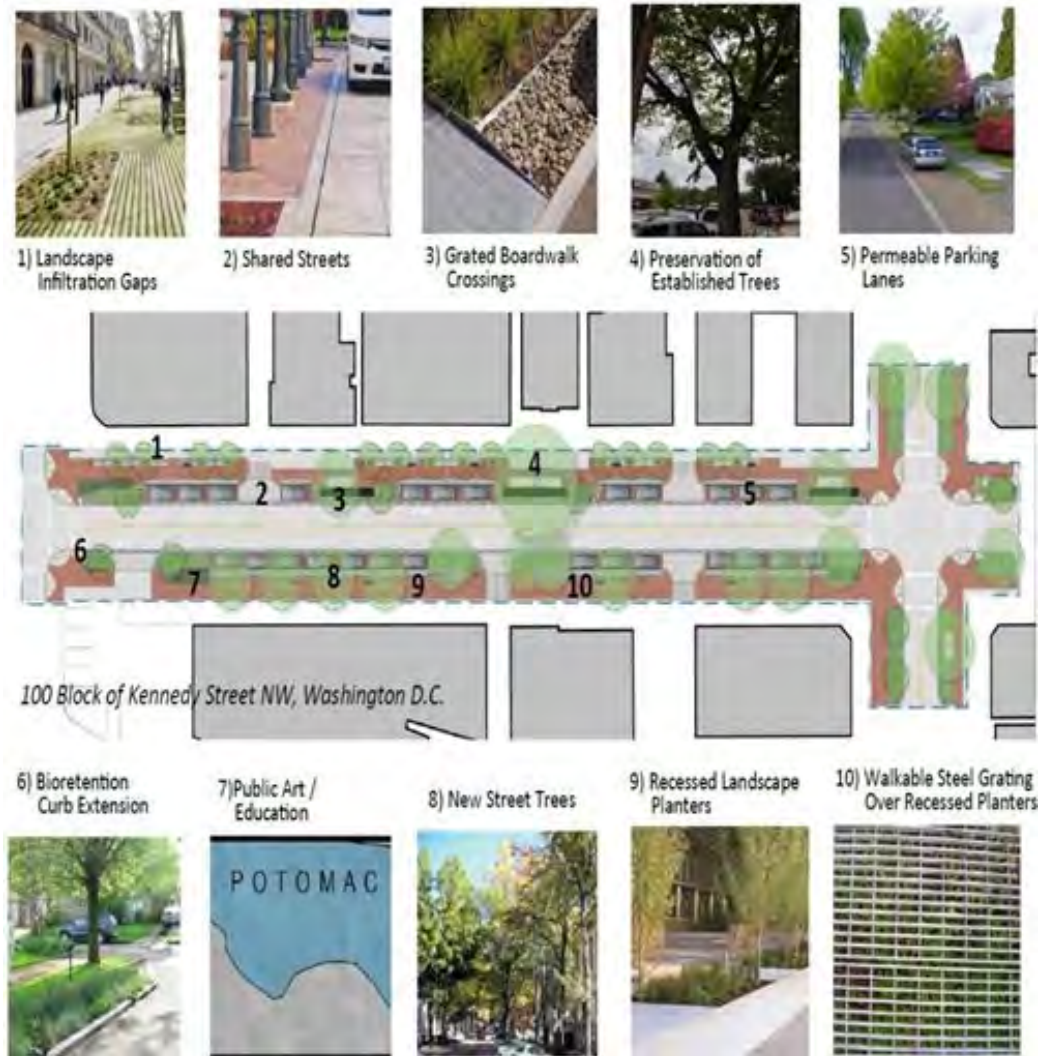 1) Landscape
Infiltration Gaps
2) Shared Streets
3) Grated Boardwalk
Crossings
4) Preservation of
Established Trees
5) Permeable Parking
Lanes
1
2
3
4
5
6
7
8
9
10
100 Block of Kennedy Street NW, Washington D.C.
6) Bioretention
Curb Extension
7)Public Art /
Education
8) New Street Trees
9) Recessed Landscape
Planters
10) Walkable Steel Grating
Over Recessed Planters
POTOMAC